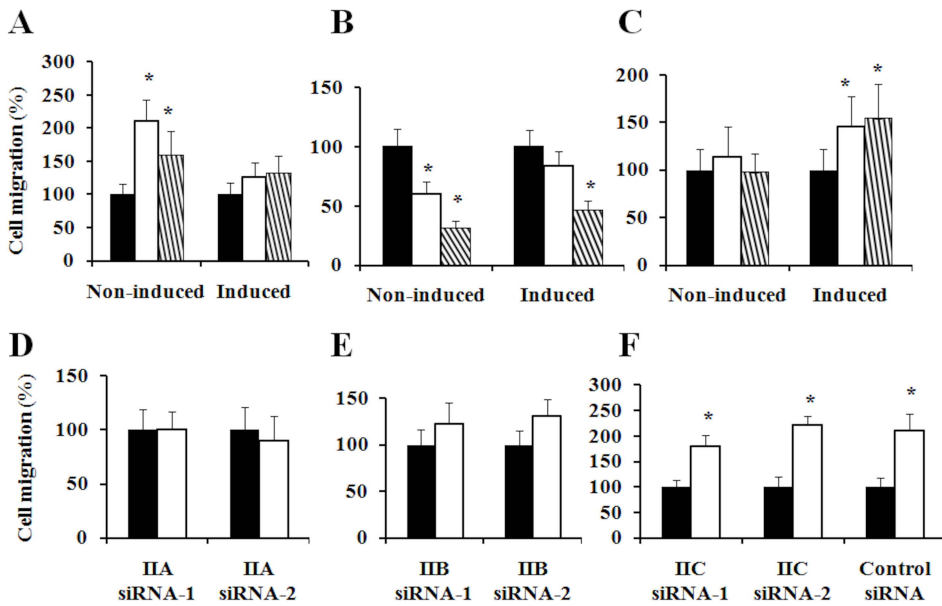 A
B
C
Cell migration (%)
300
250
200
150
100
50
0
*
*
Non-induced Induced
150
100
50
0
*
*
*
Non-induced Induced
200
150
100
50
0
*
*
Non-induced Induced
D
E
F
Cell migration (%)
150
100
50
0
IIA IIA
siRNA-1 siRNA-2
150
100
50
0
IIB IIB
siRNA-1 siRNA-2
300
250
200
150
100
50
0
*
*
*
IIC IIC Control
siRNA-1 siRNA-2 siRNA